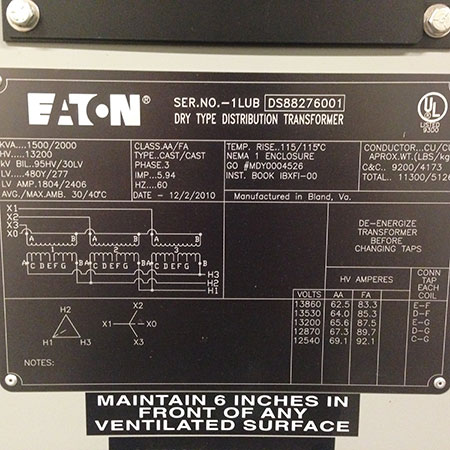 EATON®
SER.NO.-1LUB DS88276001
DRY TYPE DISTRIBUTION TRANSFORMER
UL
LISTED
KVA....1500/2000
HV.....13200
KV BIL..95HV/30LV
LV.....480Y/277
LV AMP.1804/2406
AVG./MAX.AMB. 30/40°C
CLASS.AA/FA
TYPE..CAST/CAST
PHASE.3
IMP...5.94
HZ....60
DATE - 12/2/2010
TEMP. RISE..115/115°C
NEMA 1 ENCLOSURE
GO #MDY0004526
INST. BOOK IBXFI-00
CONDUCTOR..CU/CU
APROX.WT.(LBS/kg
C&C.. 9200/4173
TOTAL.. 11300/5126
Manufactured in Bland, Va.
X1
X2
X3
X0
A B A B A B
1 2 3
A C D E F G B A C D E F G B A C D E F G B
H3
H2
H1
H2
H1 H3
X2
X1 X0
X3
NOTES:
DE-ENERGIZE
TRANSFORMER
BEFORE
CHANGING TAPS
HV AMPERES
CONN
TAP
EACH
COIL
VOLTS AA FA
13860 62.5 83.3 E-F
13530 64.0 85.3 D-F
13200 65.6 87.5 E-G
12870 67.3 89.7 D-G
12540 69.1 92.1 C-G
MAINTAIN 6 INCHES IN
FRONT OF ANY
VENTILATED SURFACE